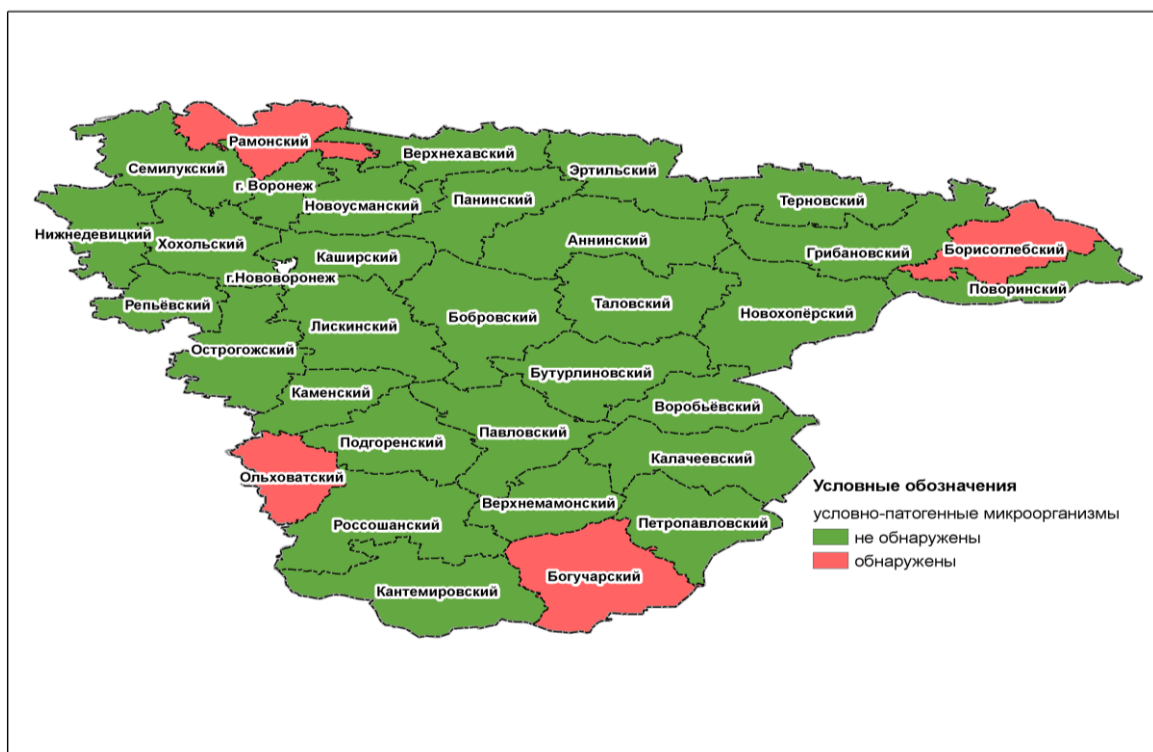 Рамонский
Верхнехавский
Семилукский
Эртильский
г. Воронеж
Новоусманский
Панинский
Терновский
Нижнедевицкий
Хохольский
Каширский
Аннинский
Грибановский
Борисоглебский
г.Нововоронеж
Поворинский
Репьёвский
Лискинский
Бобровский
Таловский
Новохопёрский
Острогожский
Бутурлиновский
Каменский
Воробьёвский
Подгоренский
Павловский
Калачеевский
Ольховатский
Верхнемамонский
Россошанский
Петропавловский
Богучарский
Кантемировский
Условные обозначения
условно-патогенные микроорганизмы
не обнаружены
обнаружены